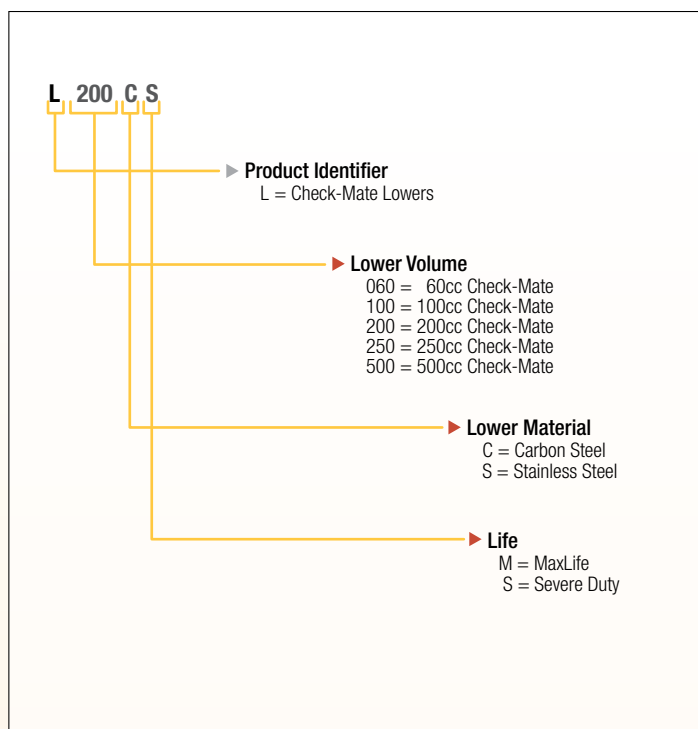 L 200 C S
Product Identifier
L = Check-Mate Lowers
Lower Volume
060 = 60cc Check-Mate
100 = 100cc Check-Mate
200 = 200cc Check-Mate
250 = 250cc Check-Mate
500 = 500cc Check-Mate
Lower Material
C = Carbon Steel
S = Stainless Steel
Life
M = MaxLife
S = Severe Duty